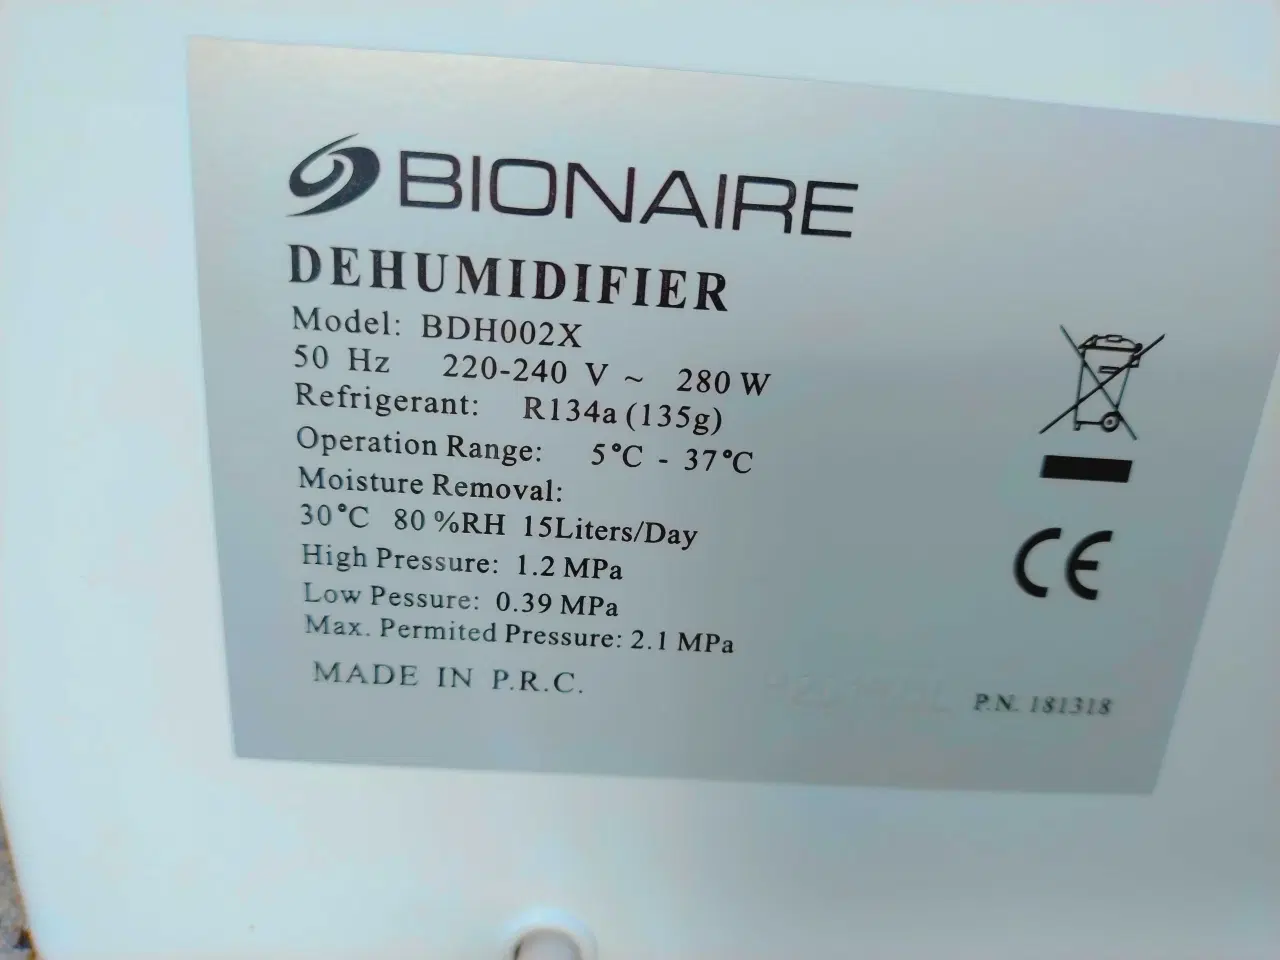 BIONAIRE
DEHUMIDIFIER
Model: BDH002X
50 Hz 220-240 V ~ 280 W
Refrigerant: R134a (135g)
Operation Range: 5°C - 37°C
Moisture Removal:
30°C 80 %RH 15Liters/Day
High Pressure: 1.2 MPa
Low Pessure: 0.39 MPa
Max. Permited Pressure: 2.1 MPa
MADE IN P.R.C.
P.N. 181318
CE